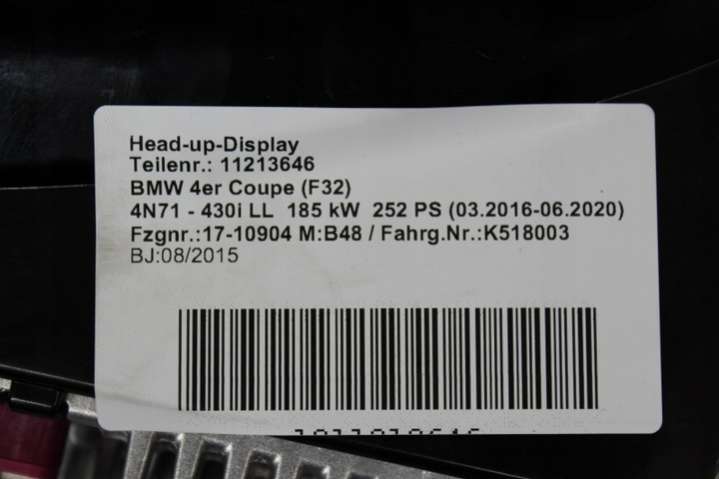 Head-up-Display
Teilenr.: 11213646
BMW 4er Coupe (F32)
4N71 - 430i LL 185 kW 252 PS (03.2016-06.2020)
Fzgnr.:17-10904 M:B48 / Fahrg.Nr.:K518003
BJ:08/2015